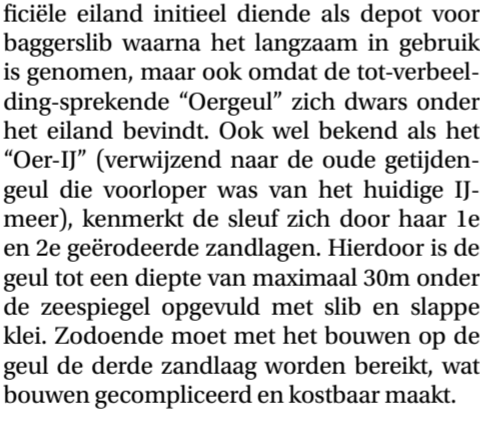 ficiële eiland initieel diende als depot voor
baggerslib waarna het langzaam in gebruik
is genomen, maar ook omdat de tot-verbeel-
ding-sprekende “Oergeul” zich dwars onder
het eiland bevindt. Ook wel bekend als het
“Oer-IJ” (verwijzend naar de oude getijden-
geul die voorloper was van het huidige IJ-
meer), kenmerkt de sleuf zich door haar 1e
en 2e geërodeerde zandlagen. Hierdoor is de
geul tot een diepte van maximaal 30m onder
de zeespiegel opgevuld met slib en slappe
klei. Zodoende moet met het bouwen op de
geul de derde zandlaag worden bereikt, wat
bouwen gecompliceerd en kostbaar maakt.